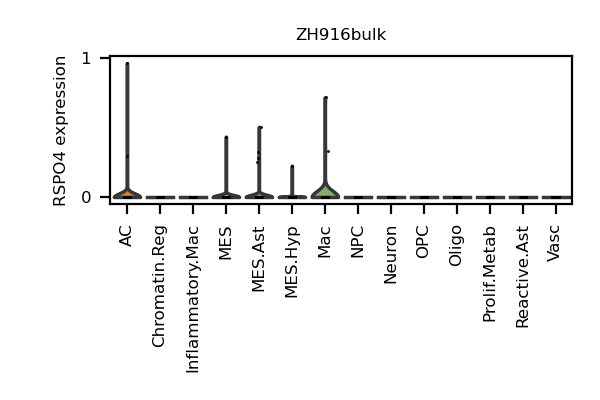 ZH916bulk
RSPO4 expression
1
0
AC
Chromatin.Reg
Inflammatory.Mac
MES
MES.Ast
MES.Hyp
Mac
NPC
Neuron
OPC
Oligo
Prolif.Metab
Reactive.Ast
Vasc